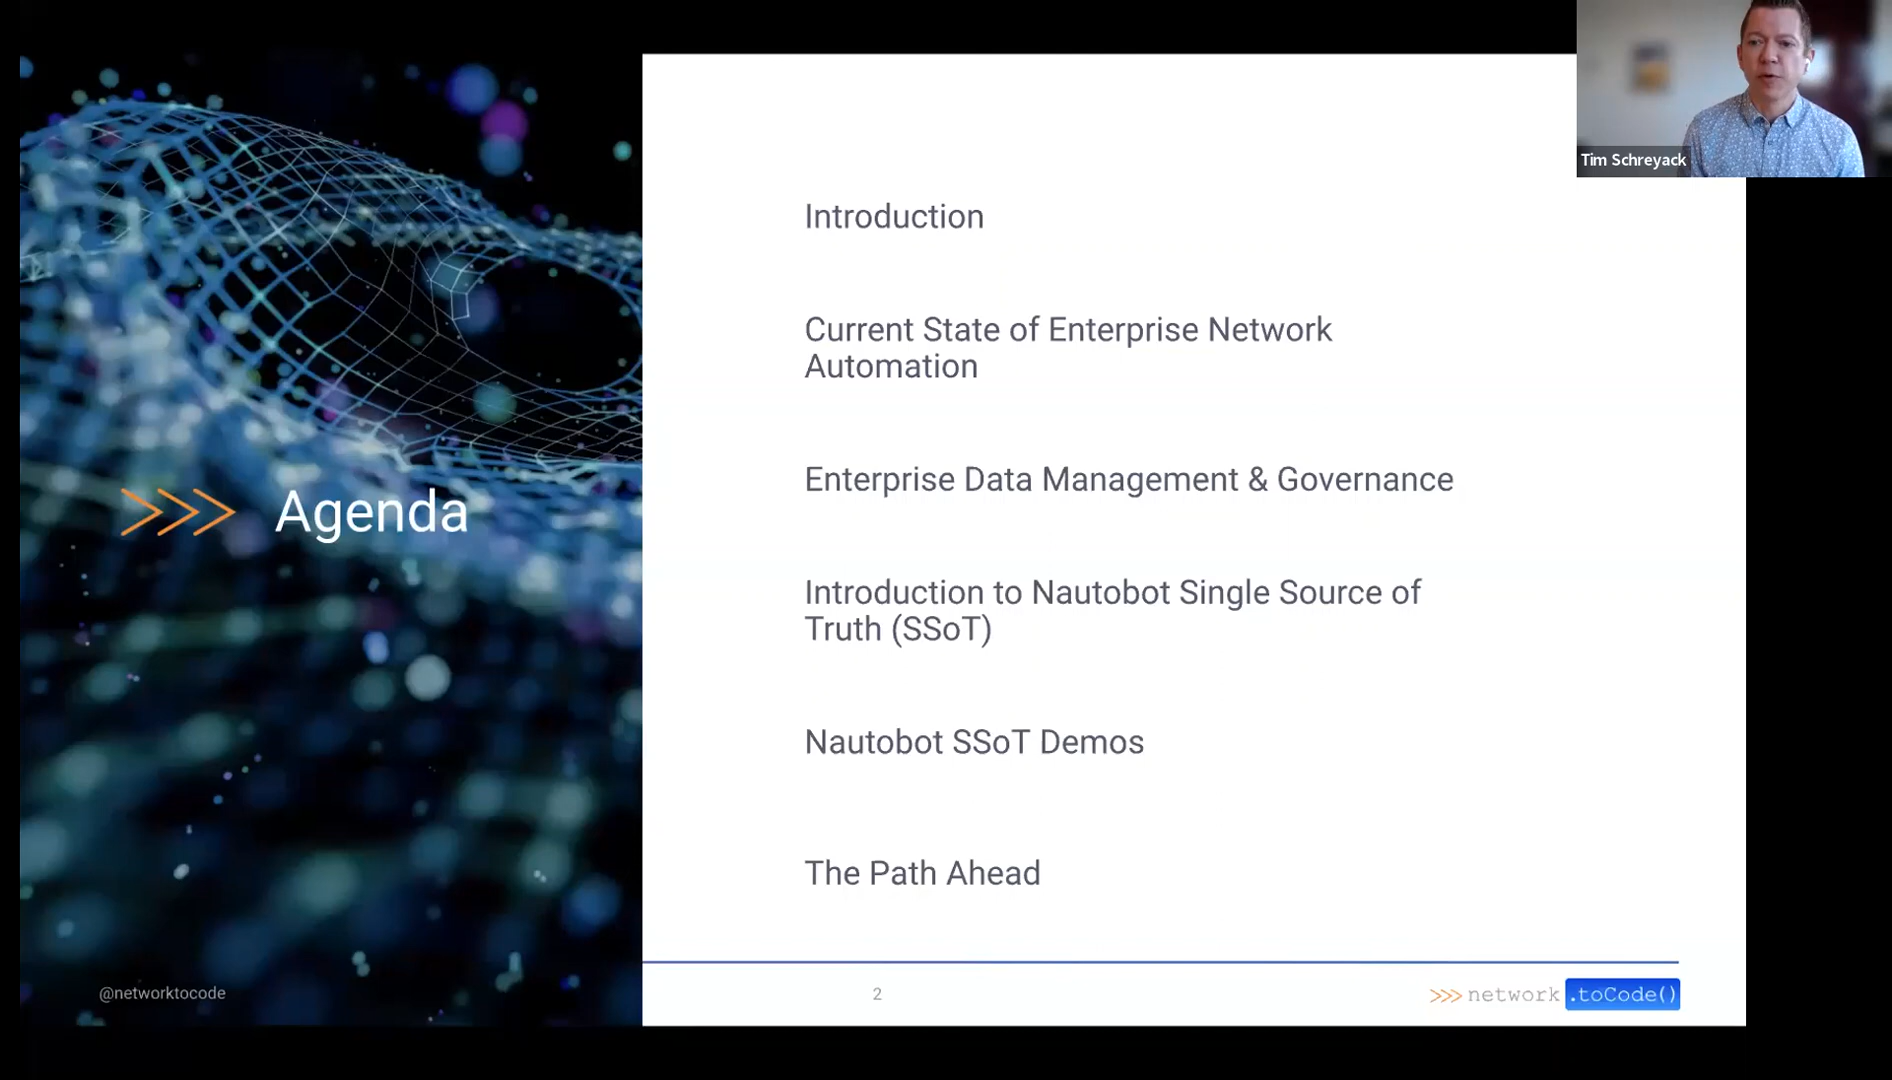 Tim Schreyack
Introduction
Current State of Enterprise Network
Automation
Enterprise Data Management & Governance
>>> Agenda
Introduction to Nautobot Single Source of
Truth (SSoT)
Nautobot SSoT Demos
The Path Ahead
@networktocode
2
>>> network .toCode()